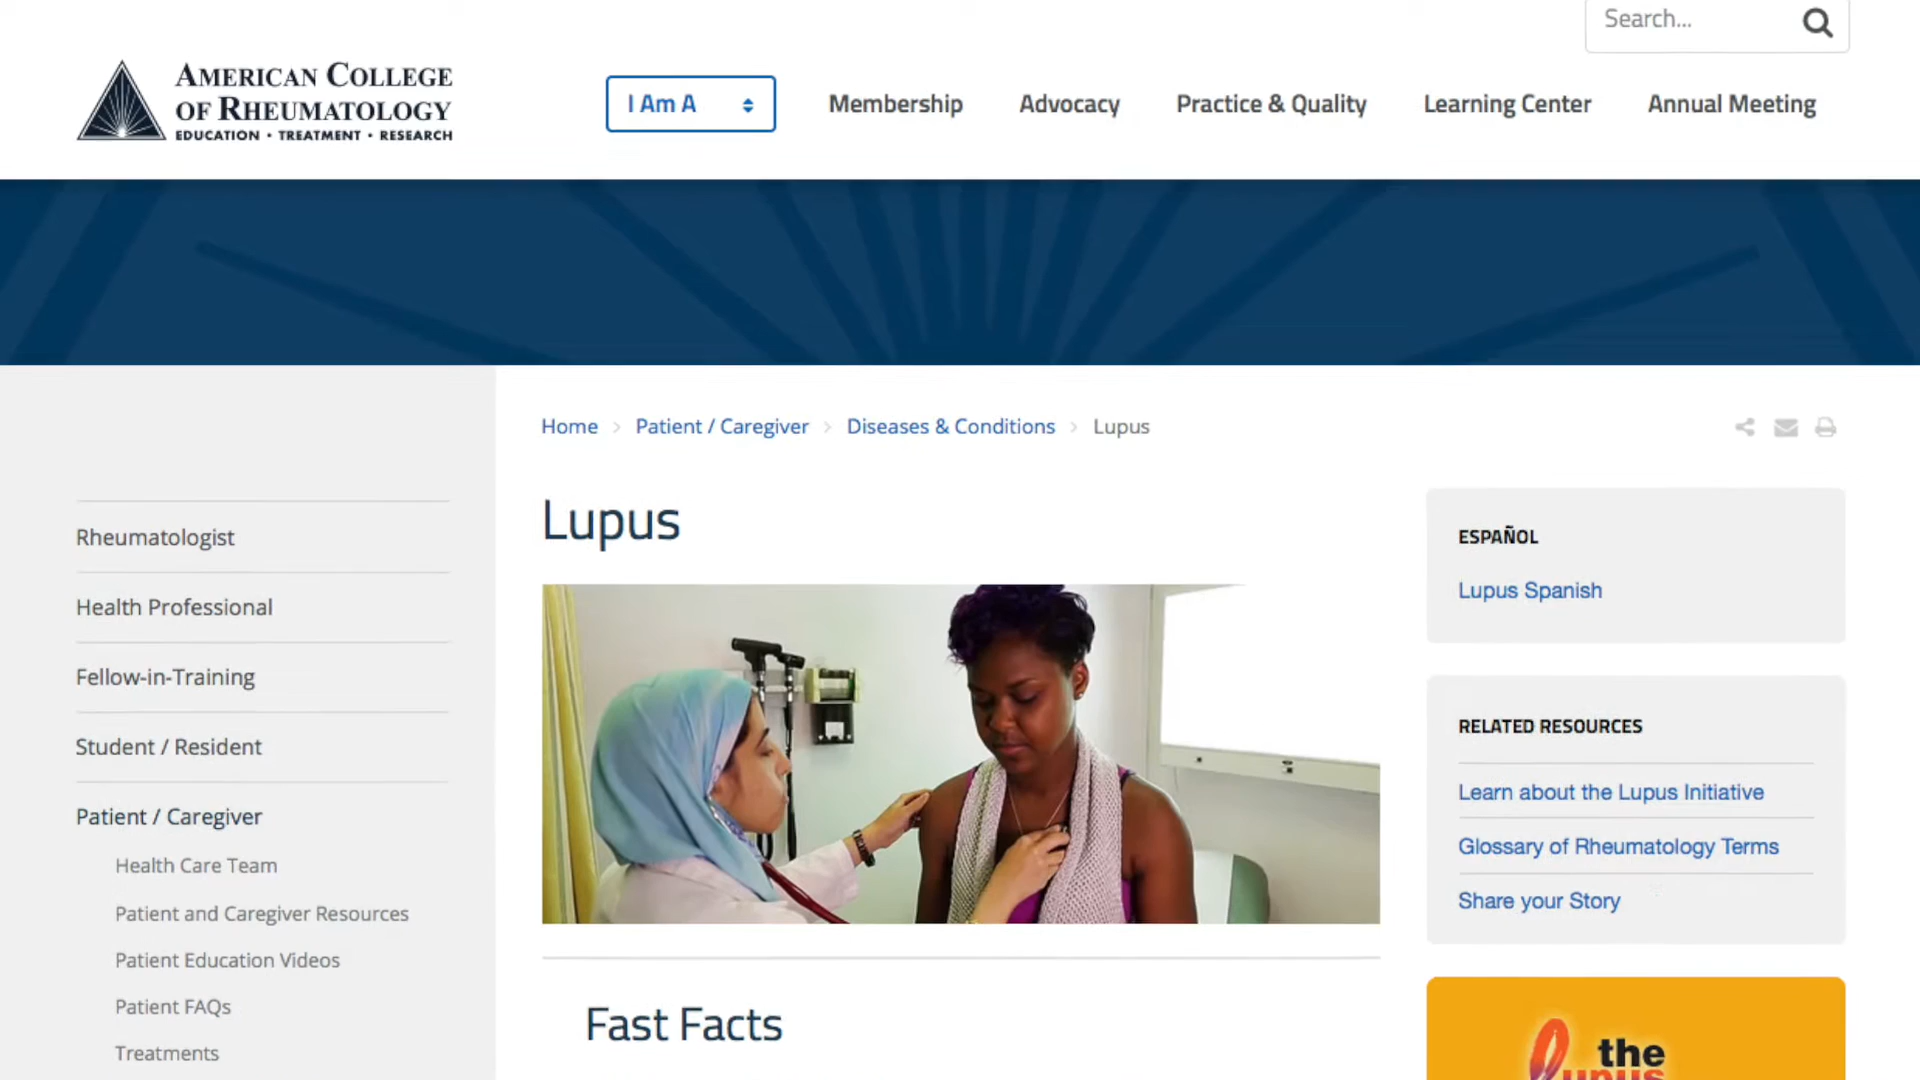 Search...
AMERICAN COLLEGE
OF RHEUMATOLOGY
EDUCATION • TREATMENT • RESEARCH
I Am A
Membership
Advocacy
Practice & Quality
Learning Center
Annual Meeting
Home > Patient / Caregiver > Diseases & Conditions > Lupus
Rheumatologist
Health Professional
Fellow-in-Training
Student / Resident
Patient / Caregiver
Health Care Team
Patient and Caregiver Resources
Patient Education Videos
Patient FAQs
Treatments
Lupus
Fast Facts
ESPAÑOL
Lupus Spanish
RELATED RESOURCES
Learn about the Lupus Initiative
Glossary of Rheumatology Terms
Share your Story
the
lupus